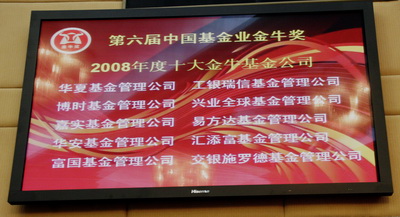 金牛奖
第六届中国基金业金牛奖
2008年度十大金牛基金公司
华夏基金管理公司 工银瑞信基金管理公司
博时基金管理公司 兴业全球基金管理公司
嘉实基金管理公司 易方达基金管理公司
华安基金管理公司 汇添富基金管理公司
富国基金管理公司 交银施罗德基金管理公司
Hisense